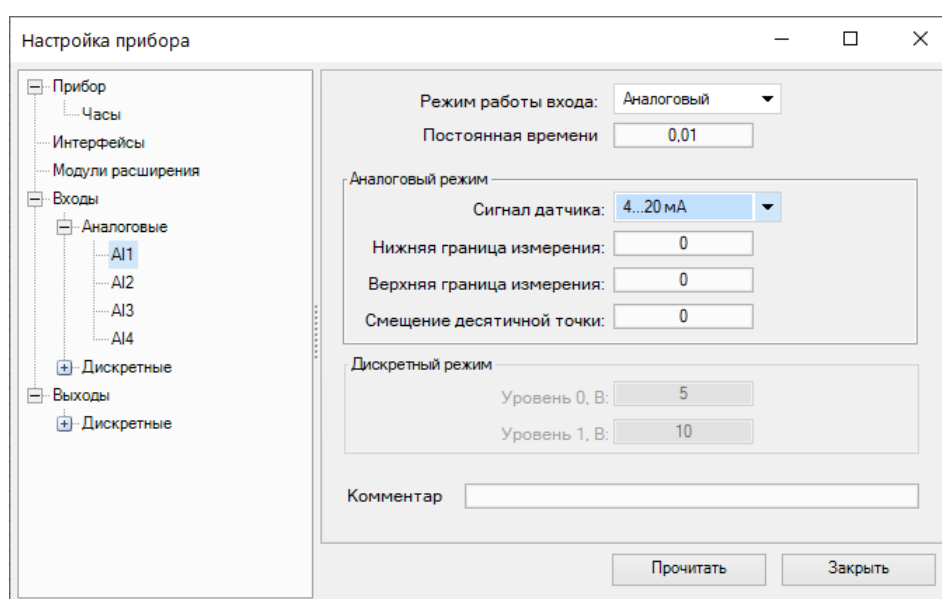 Настройка прибора
Прибор
Часы
Интерфейсы
Модули расширения
Входы
Аналоговые
AI1
AI2
AI3
AI4
Дискретные
Выходы
Дискретные
Режим работы входа: Аналоговый
Постоянная времени 0,01
Аналоговый режим
Сигнал датчика: 4...20 мА
Нижняя граница измерения: 0
Верхняя граница измерения: 0
Смещение десятичной точки: 0
Дискретный режим
Уровень 0, В: 5
Уровень 1, В: 10
Комментар
Прочитать Закрыть